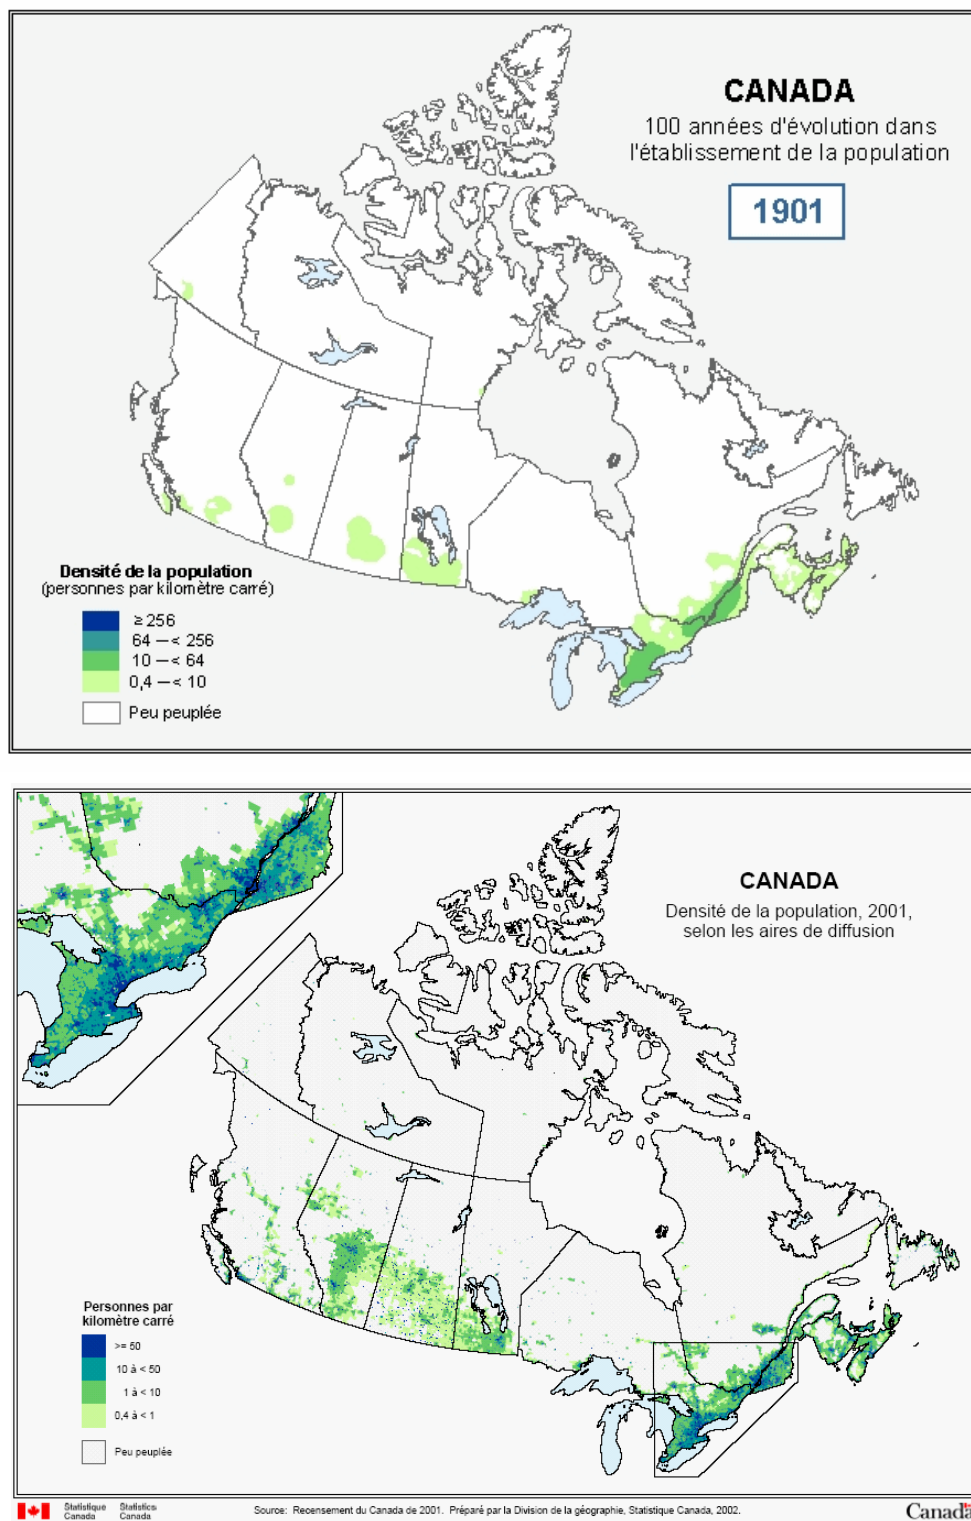 CANADA
100 années d'évolution dans
l'établissement de la population
1901
Densité de la population
(personnes par kilomètre carré)
≥ 256
64 —< 256
10 —< 64
0,4 —< 10
Peu peuplée
CANADA
Densité de la population, 2001,
selon les aires de diffusion
Personnes par
kilomètre carré
>= 50
10 à < 50
1 à < 10
0,4 à < 1
Peu peuplée
Statistique Statistics
Canada Canada
Source: Recensement du Canada de 2001. Préparé par la Division de la géographie, Statistique Canada, 2002.
Canada